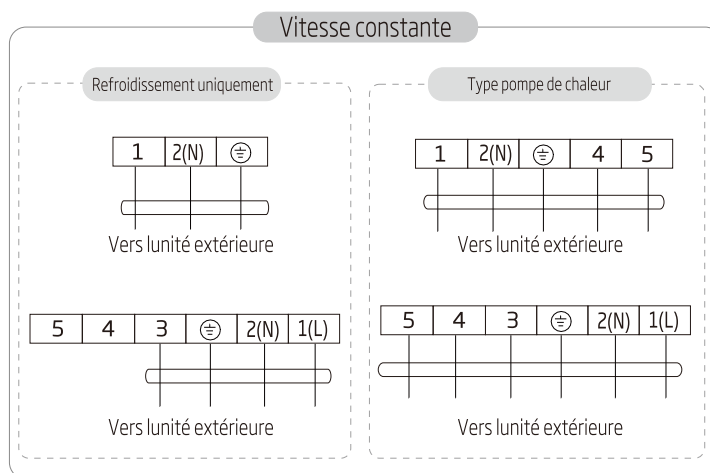 Vitesse constante
Refroidissement uniquement
1 2(N)
Vers lunité extérieure
5 4 3 2(N) 1(L)
Vers lunité extérieure
Type pompe de chaleur
1 2(N) 4 5
Vers lunité extérieure
5 4 3 2(N) 1(L)
Vers lunité extérieure